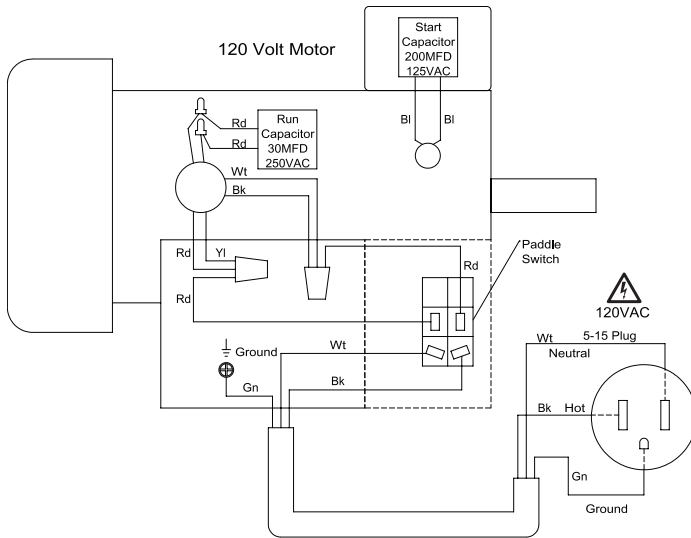 120 Volt Motor
Start
Capacitor
200MFD
125VAC
Bl
Bl
Rd
Rd
Run
Capacitor
30MFD
250VAC
Wt
Bk
Rd
Yl
Rd
Rd
Paddle
Switch
120VAC
Ground
Wt
Gn
Bk
Wt
5-15 Plug
Neutral
Bk
Hot
Gn
Ground